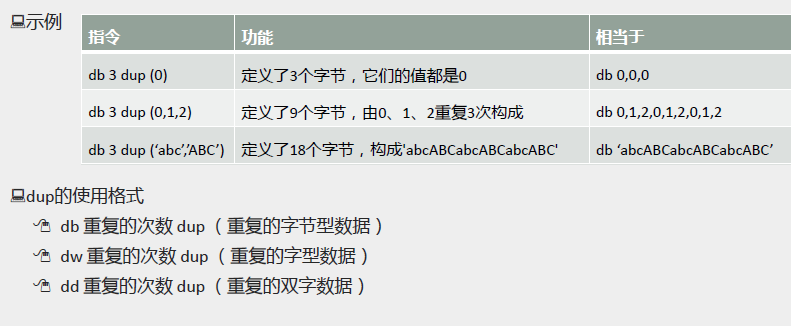 示例
指令 功能 相当于
db 3 dup (0) 定义了3个字节，它们的值都是0 db 0,0,0
db 3 dup (0,1,2) 定义了9个字节，由0、1、2重复3次构成 db 0,1,2,0,1,2,0,1,2
db 3 dup (‘abc’,’ABC’) 定义了18个字节，构成'abcABCabcABCabcABC' db ‘abcABCabcABCabcABC’
dup的使用格式
db 重复的次数 dup （ 重复的字节型数据 ）
dw 重复的次数 dup （ 重复的字型数据 ）
dd 重复的次数 dup （ 重复的双字数据 ）